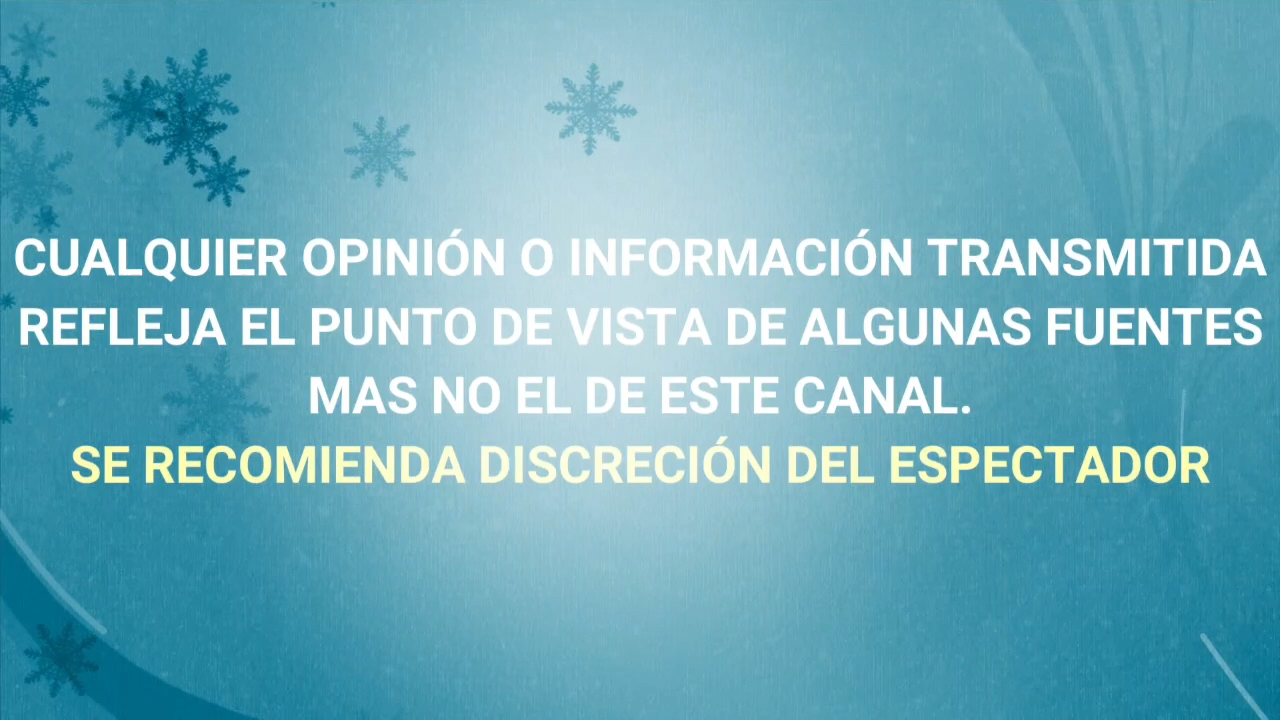 CUALQUIER OPINIÓN O INFORMACIÓN TRANSMITIDA
REFLEJA EL PUNTO DE VISTA DE ALGUNAS FUENTES
MAS NO EL DE ESTE CANAL.
SE RECOMIENDA DISCRECIÓN DEL ESPECTADOR